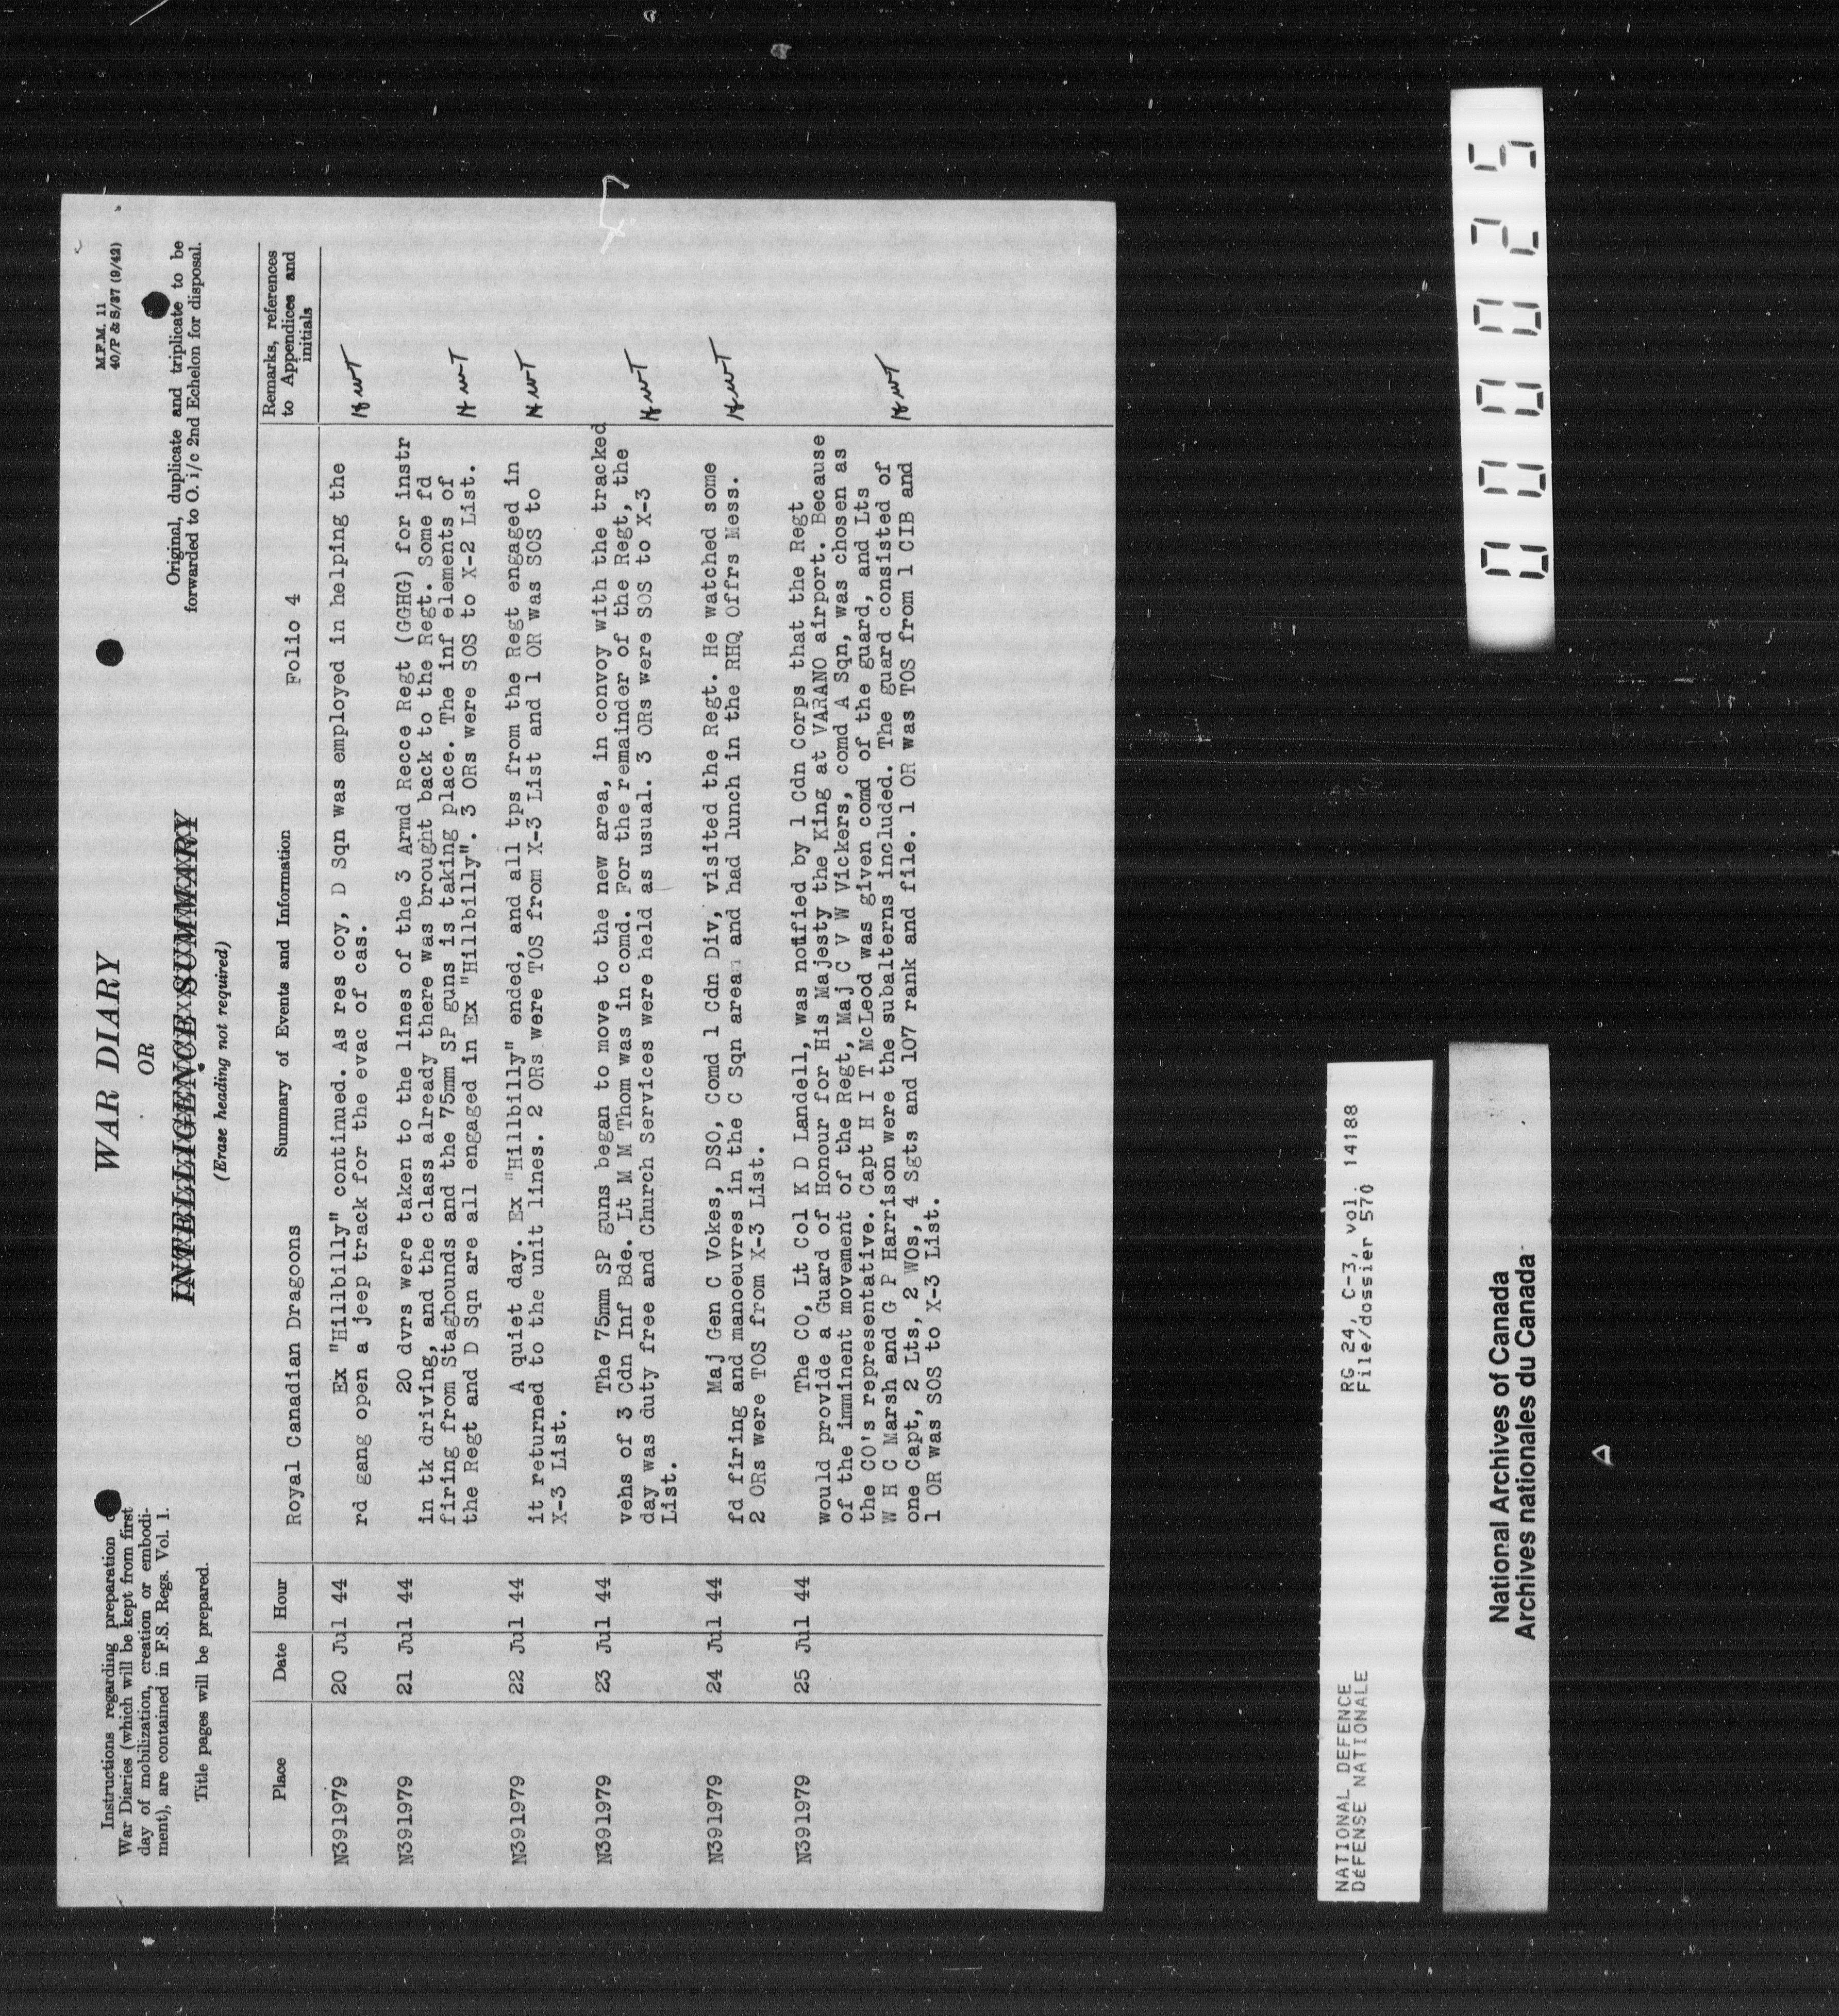 Instructions regarding preparation
War Diaries (which will be kept from first
day of mobilization, creation or embodi-
ment), are contained in F.S. Regs. Vol. 1.
Title pages will be prepared.
WAR DIARY
OR
INTELLIGENCE SUMMARY
(Erase heading not required)
M.F.M. 11
40/P & S/37 (9/42)
Original, duplicate and triplicate to be
forwarded to O. i/c 2nd Echelon for disposal.
Place Date Hour Royal Canadian Dragoons Summary of Events and Information Folio 4 Remarks, references
to Appendices and
initials
N391979 20 Jul 44 Ex "Hillbilly" continued. As res coy, D Sqn was employed in helping the
rd gang open a jeep track for the evac of cas. HWT
N391979 21 Jul 44 20 dvrs were taken to the lines of the 3 Armd Recce Regt (GGHG) for instr
in tk driving, and the class already there was brought back to the Regt. Some fd
firing from Staghounds and the 75mm SP guns is taking place. The inf elements of
the Regt and D Sqn are all engaged in Ex "Hillbilly". 3 ORs were SOS to X-2 List. HWT
N391979 22 Jul 44 A quiet day. Ex "Hillbilly" ended, and all tps from the Regt engaged in
it returned to the unit lines. 2 ORs were TOS from X-3 List and 1 OR was SOS to HWT
X-3 List.
N391979 23 Jul 44 The 75mm SP guns began to move to the new area, in convoy with the tracked
vehs of 3 Cdn Inf Bde. Lt M M Thom was in comd. For the remainder of the Regt, the
day was duty free and Church Services were held as usual. 3 ORs were SOS to X-3 HWT
List.
N391979 24 Jul 44 Maj Gen C Vokes, DSO, Comd 1 Cdn Div, visited the Regt. He watched some
fd firing and manoeuvres in the C Sqn area and had lunch in the RHQ Offrs Mess. HWT
2 ORs were TOS from X-3 List.
N391979 25 Jul 44 The CO, Lt Col K D Landell, was notified by 1 Cdn Corps that the Regt
would provide a Guard of Honour for His Majesty the King at VARANO airport. Because
of the imminent movement of the Regt, Maj C V W Vickers, comd A Sqn, was chosen as
the CO's representative. Capt H I T McLeod was given comd of the guard, and Lts
W H C Marsh and G P Harrison were the subalterns included. The guard consisted of
one Capt, 2 Lts, 2 WOs, 4 Sgts and 107 rank and file. 1 OR was TOS from 1 CIB and HWT
1 OR was SOS to X-3 List.
NATIONAL DEFENCE
DéFENSE NATIONALE
RG 24, C-3, vol. 14188
File/dossier 570
National Archives of Canada
Archives nationales du Canada
000025